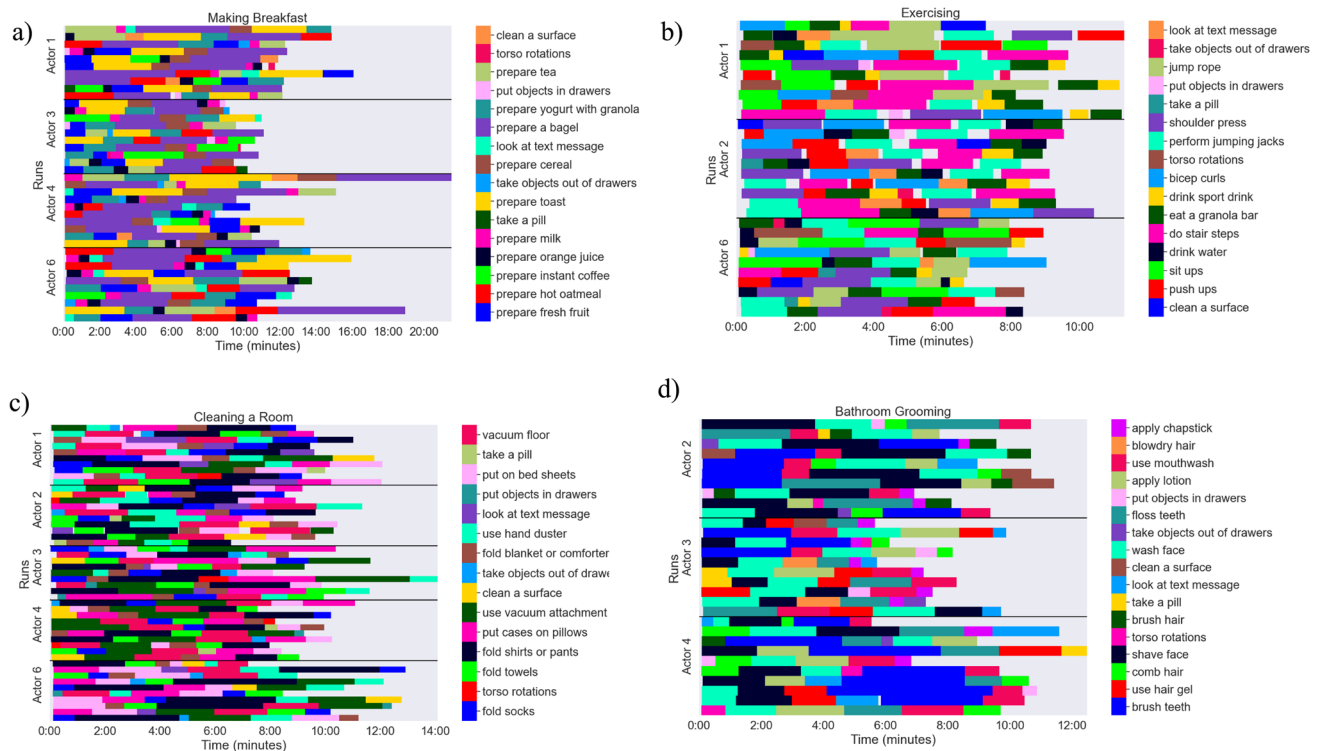 a)
Making Breakfast
Actor 1
Actor 3
Actor 4
Actor 6
Runs
0:00 2:00 4:00 6:00 8:00 10:00 12:00 14:00 16:00 18:00 20:00
Time (minutes)
clean a surface
torso rotations
prepare tea
put objects in drawers
prepare yogurt with granola
prepare a bagel
look at text message
prepare cereal
take objects out of drawers
prepare toast
take a pill
prepare milk
prepare orange juice
prepare instant coffee
prepare hot oatmeal
prepare fresh fruit
b)
Exercising
Actor 1
Actor 2
Actor 6
Runs
0:00 2:00 4:00 6:00 8:00 10:00
Time (minutes)
look at text message
take objects out of drawers
jump rope
put objects in drawers
take a pill
shoulder press
perform jumping jacks
torso rotations
bicep curls
drink sport drink
eat a granola bar
do stair steps
drink water
sit ups
push ups
clean a surface
c)
Cleaning a Room
Actor 1
Actor 2
Actor 3
Actor 4
Actor 6
Runs
0:00 2:00 4:00 6:00 8:00 10:00 12:00 14:00
Time (minutes)
vacuum floor
take a pill
put on bed sheets
put objects in drawers
look at text message
use hand duster
fold blanket or comforter
take objects out of drawe
clean a surface
use vacuum attachment
put cases on pillows
fold shirts or pants
fold towels
torso rotations
fold socks
d)
Bathroom Grooming
Actor 2
Actor 3
Actor 4
Runs
0:00 2:00 4:00 6:00 8:00 10:00 12:00
Time (minutes)
apply chapstick
blowdry hair
use mouthwash
apply lotion
put objects in drawers
floss teeth
take objects out of drawers
wash face
clean a surface
look at text message
take a pill
brush hair
torso rotations
shave face
comb hair
use hair gel
brush teeth